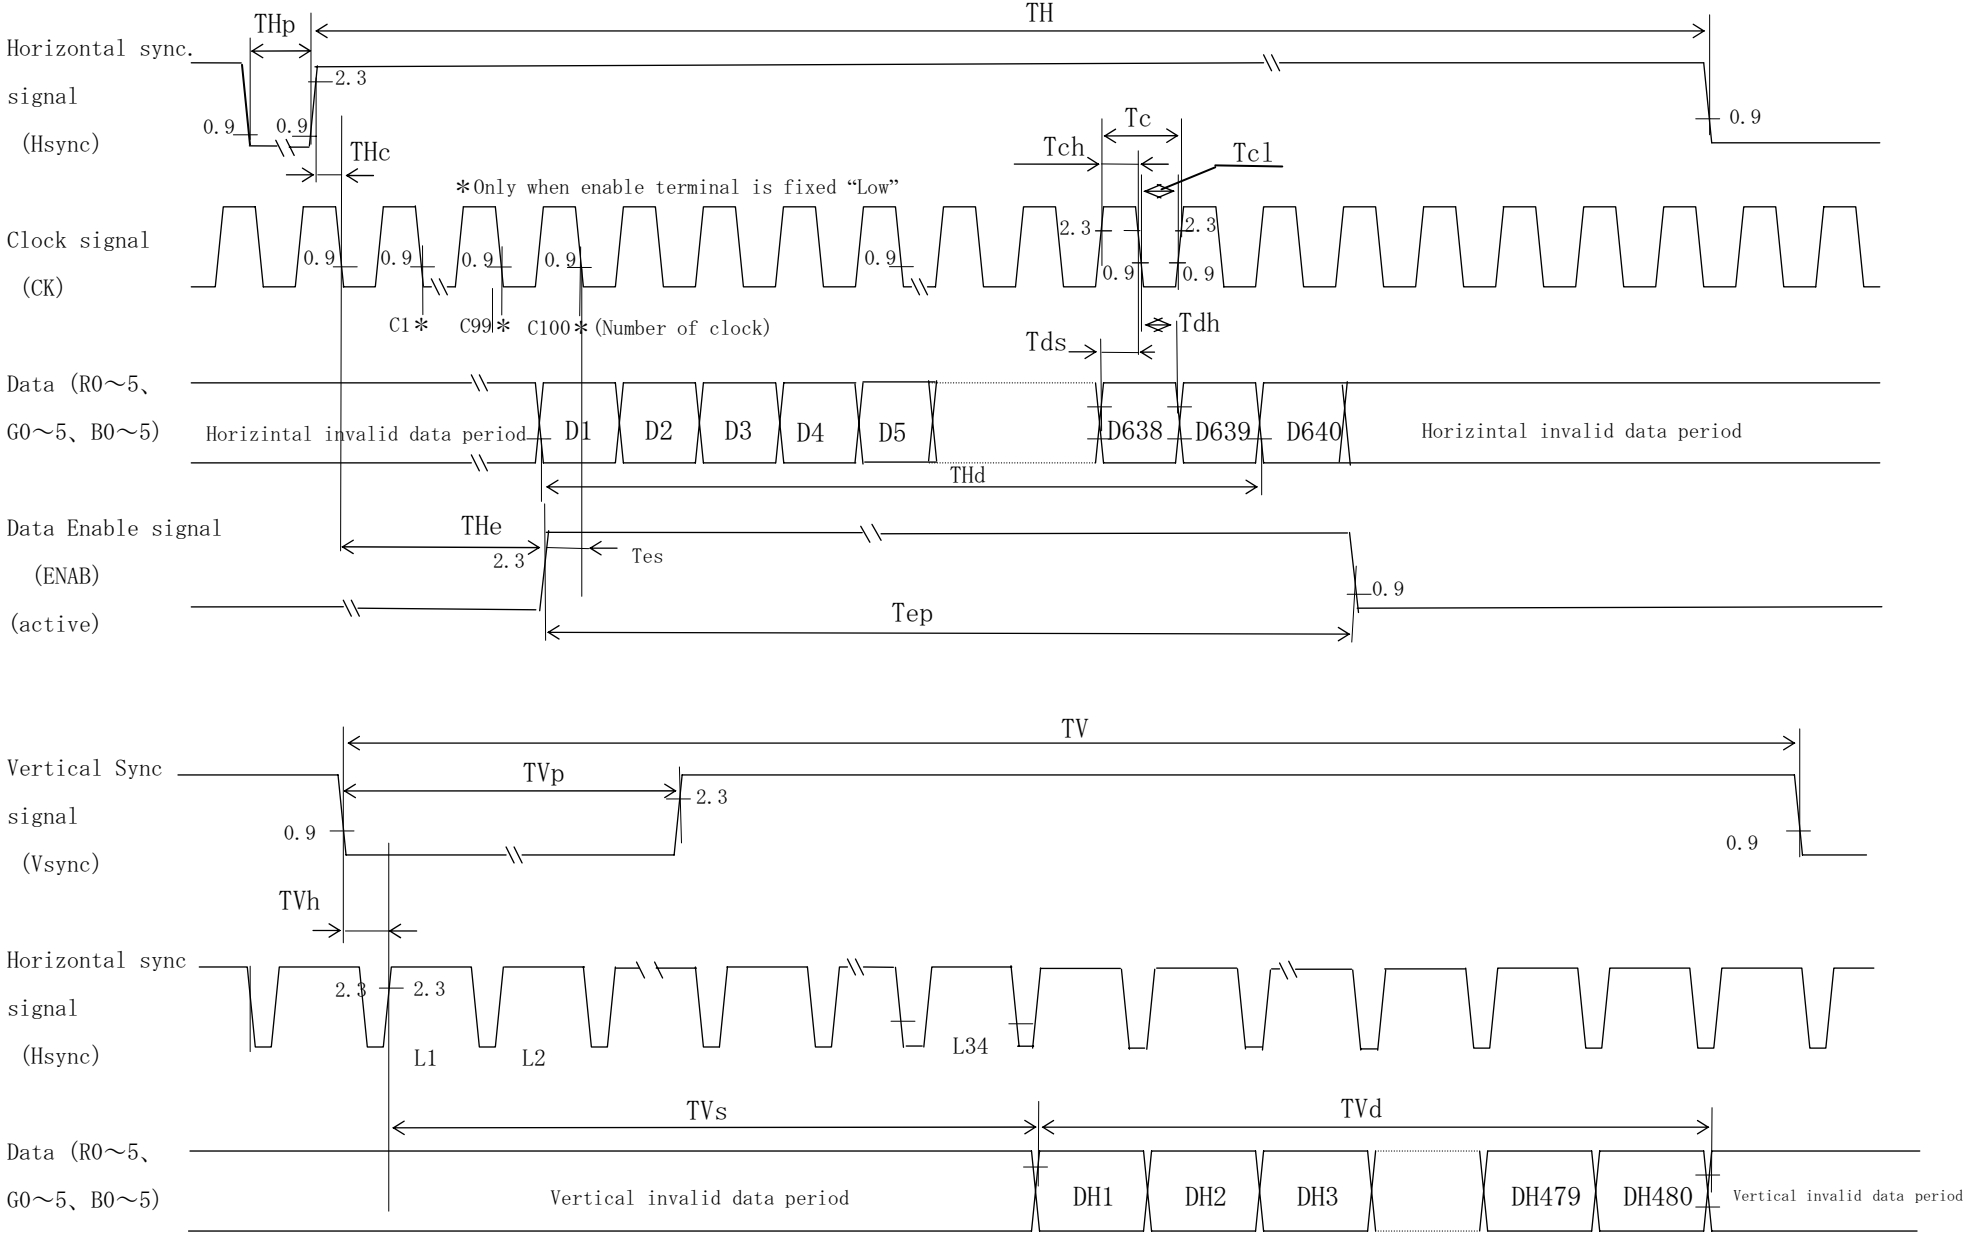 THp
TH
Horizontal sync.
signal
(Hsync)
2.3
0.9
0.9
0.9
THc
Tc
Tch
Tcl
*Only when enable terminal is fixed “Low”
Clock signal
(CK)
0.9
0.9
0.9
0.9
0.9
2.3
2.3
0.9
0.9
C1*
C99*
C100*(Number of clock)
Tds
Tdh
Data (R0～5、
G0～5、B0～5)
Horizintal invalid data period
D1
D2
D3
D4
D5
D638
D639
D640
Horizintal invalid data period
THd
Data Enable signal
(ENAB)
(active)
THe
2.3
Tes
0.9
Tep
TV
Vertical Sync
signal
(Vsync)
TVp
2.3
0.9
0.9
TVh
Horizontal sync
signal
(Hsync)
2.3
2.3
L1
L2
L34
TVs
TVd
Data (R0～5、
G0～5、B0～5)
Vertical invalid data period
DH1
DH2
DH3
DH479
DH480
Vertical invalid data period